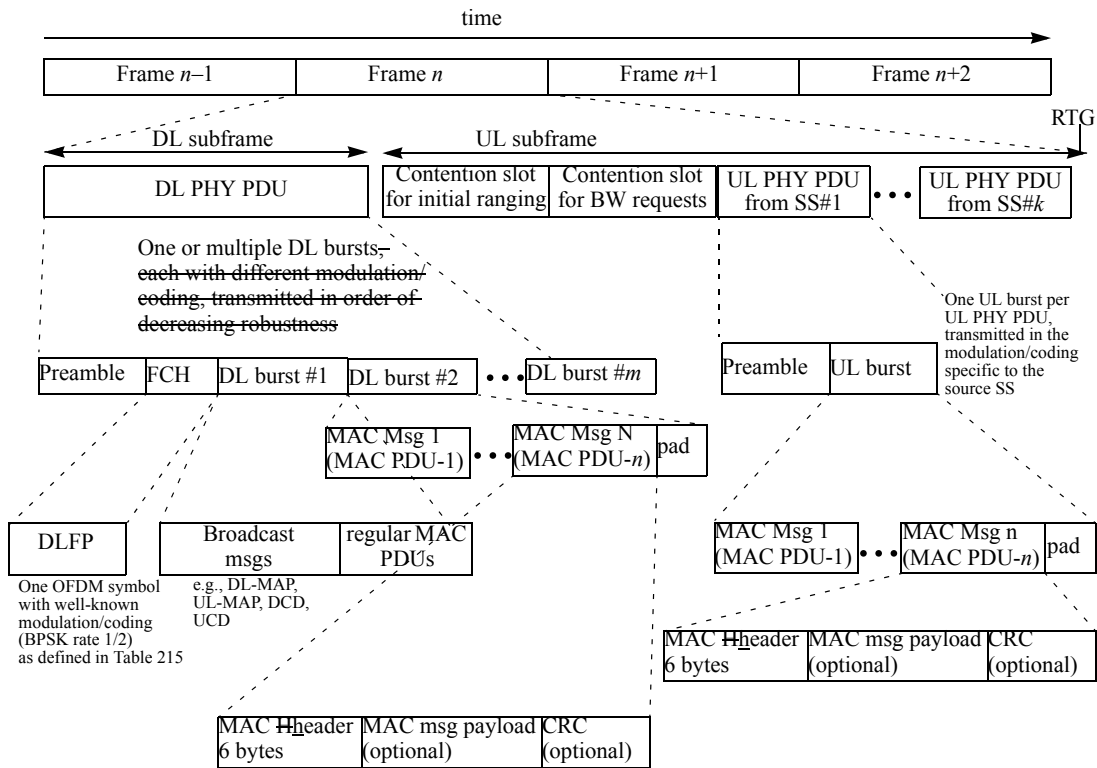 time
Frame n–1
Frame n
Frame n+1
Frame n+2
RTG
DL subframe
UL subframe
DL PHY PDU
Contention slot
for initial ranging
Contention slot
for BW requests
UL PHY PDU
from SS#1
•••
UL PHY PDU
from SS#k
One or multiple DL bursts,
each with different modulation/
coding, transmitted in order of
decreasing robustness
One UL burst per
UL PHY PDU,
transmitted in the
modulation/coding
specific to the
source SS
Preamble
FCH
DL burst #1
DL burst #2
•••
DL burst #m
Preamble
UL burst
MAC Msg 1
(MAC PDU-1)
•••
MAC Msg N
(MAC PDU-n)
pad
DLFP
Broadcast
msgs
regular MAC
PDUs
MAC Msg 1
(MAC PDU-1)
•••
MAC Msg n
(MAC PDU-n)
pad
One OFDM symbol
with well-known
modulation/coding
(BPSK rate 1/2)
as defined in Table 215
e.g., DL-MAP,
UL-MAP, DCD,
UCD
MAC Hheader
6 bytes
MAC msg payload
(optional)
CRC
(optional)
MAC Hheader
6 bytes
MAC msg payload
(optional)
CRC
(optional)